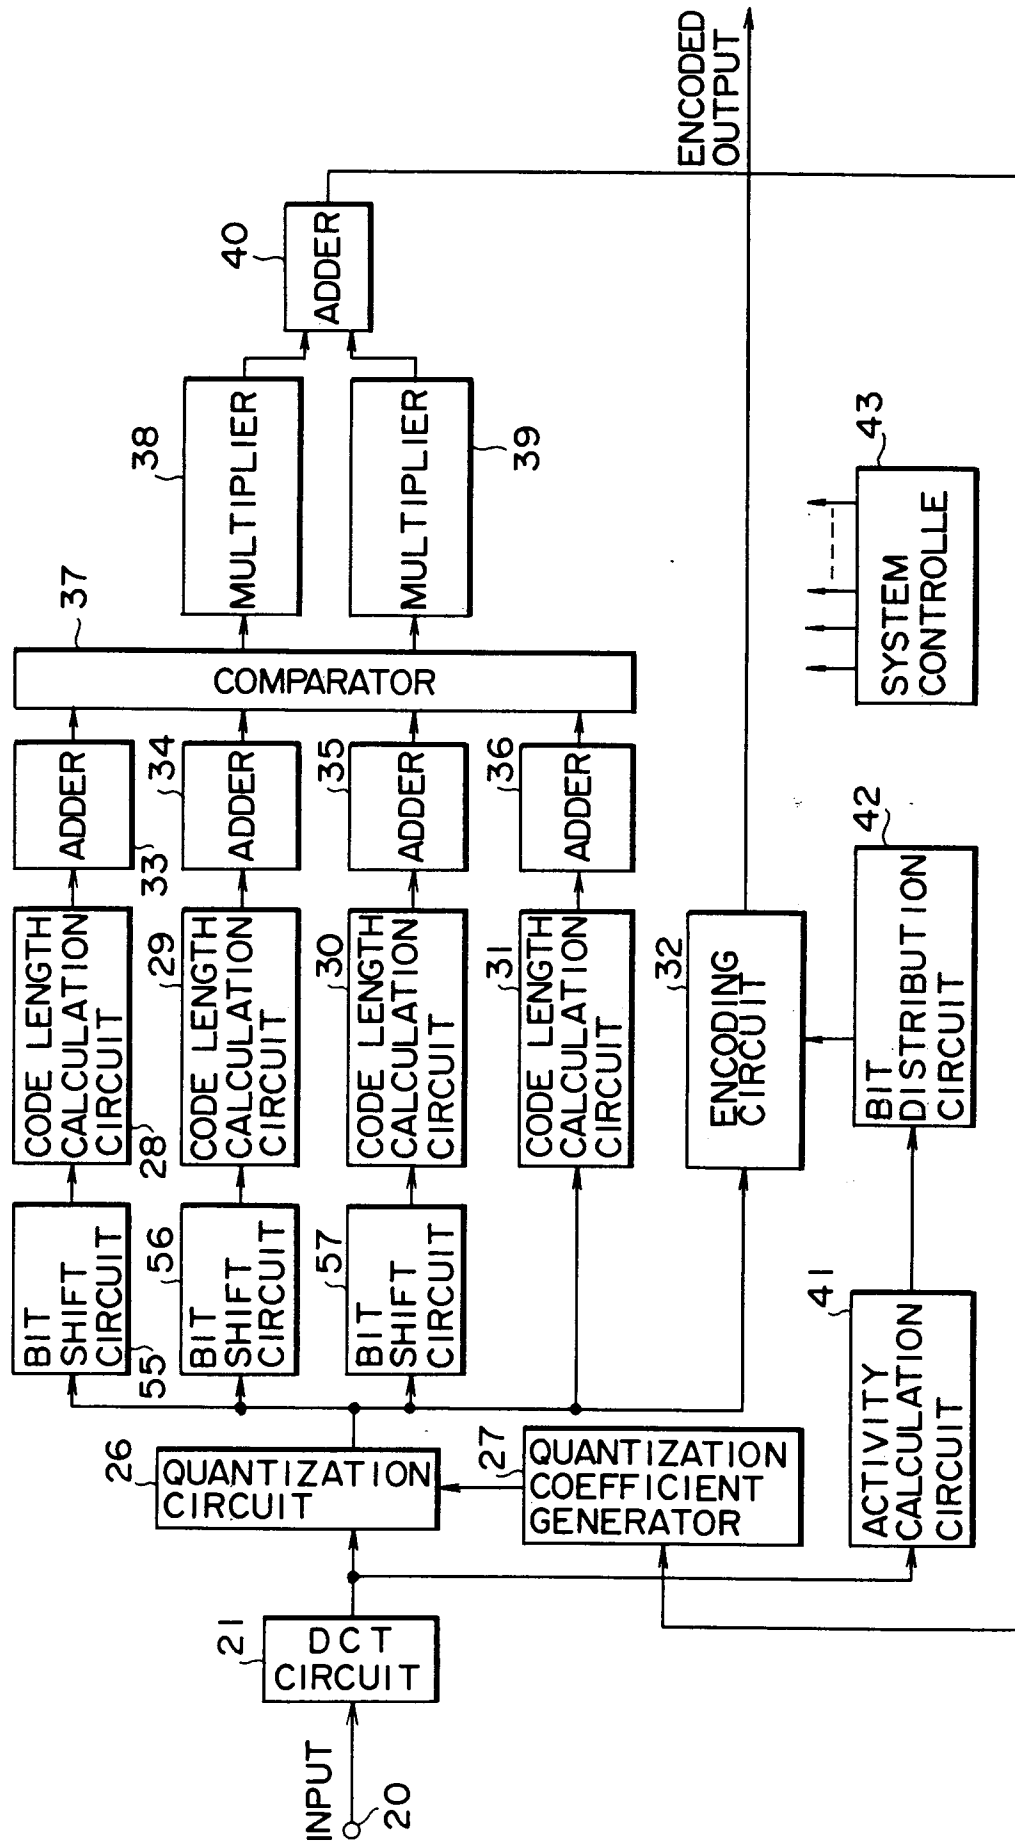 INPUT
20
21
DCT
CIRCUIT
26
QUANTIZATION
CIRCUIT
27
QUANTIZATION
COEFFICIENT
GENERATOR
55
BIT
SHIFT
CIRCUIT
56
BIT
SHIFT
CIRCUIT
57
BIT
SHIFT
CIRCUIT
28
CODE LENGTH
CALCULATION
CIRCUIT
29
CODE LENGTH
CALCULATION
CIRCUIT
30
CODE LENGTH
CALCULATION
CIRCUIT
31
CODE LENGTH
CALCULATION
CIRCUIT
32
ENCODING
CIRCUIT
33
ADDER
34
ADDER
35
ADDER
36
ADDER
37
COMPARATOR
38
MULTIPLIER
39
MULTIPLIER
40
ADDER
ENCODED
OUTPUT
41
ACTIVITY
CALCULATION
CIRCUIT
42
BIT
DISTRIBUTION
CIRCUIT
43
SYSTEM
CONTROLLE